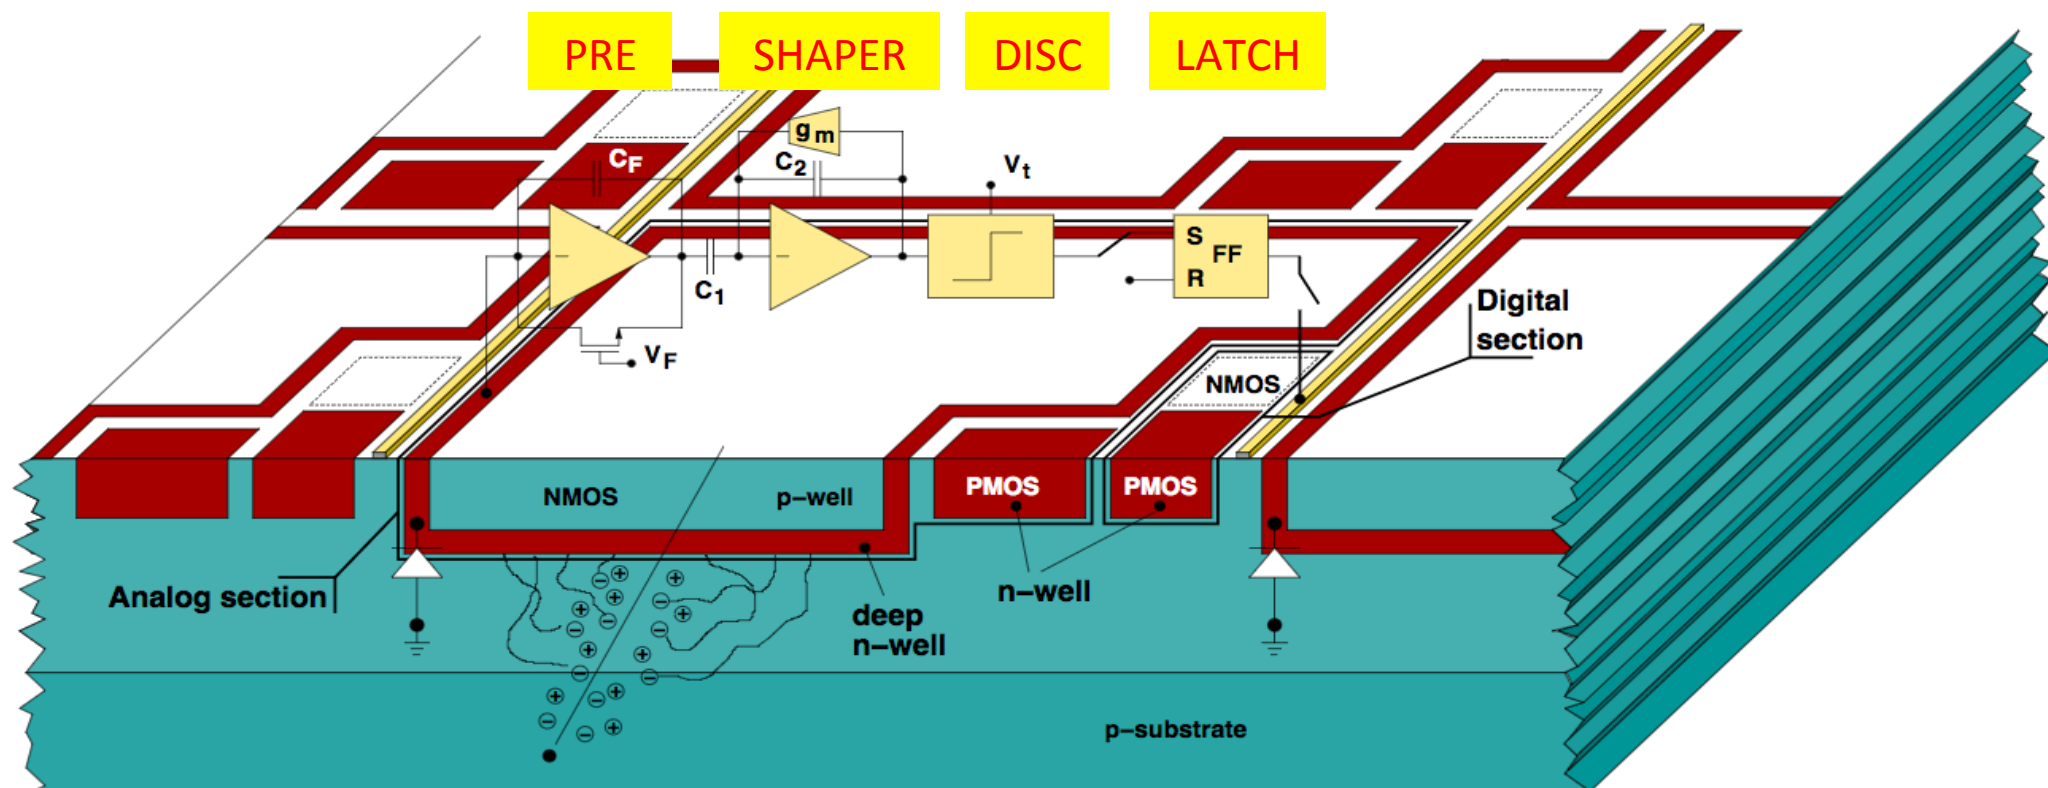 PRE SHAPER DISC LATCH
gm
CF
C2
Vt
S
FF
R
C1
VF
Digital
section
NMOS
NMOS
p-well
PMOS
PMOS
Analog section
n-well
deep
n-well
p-substrate